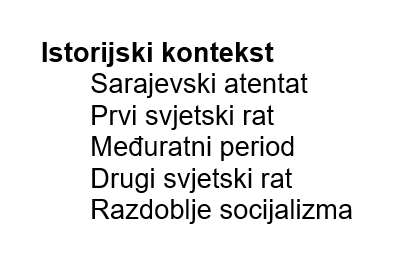 Istorijski kontekst
Sarajevski atentat
Prvi svjetski rat
Međuratni period
Drugi svjetski rat
Razdoblje socijalizma